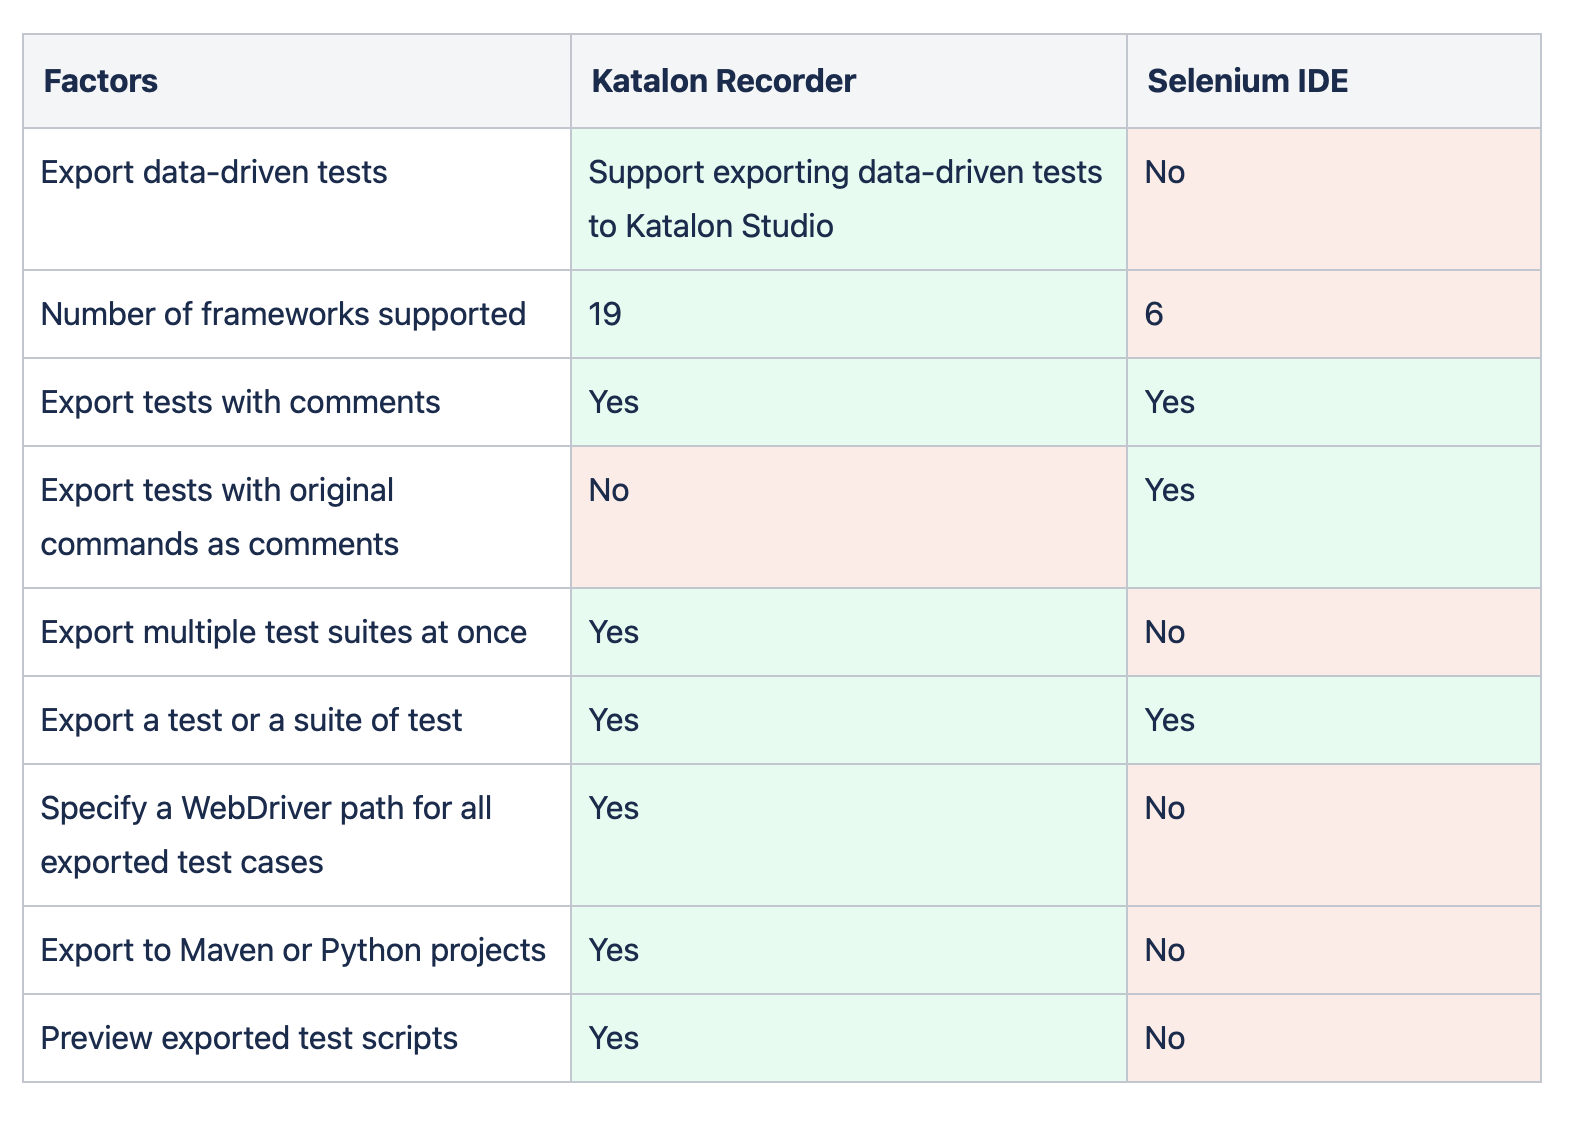 Factors
Katalon Recorder
Selenium IDE
Export data-driven tests
Support exporting data-driven tests
to Katalon Studio
No
Number of frameworks supported
19
6
Export tests with comments
Yes
Yes
Export tests with original
commands as comments
No
Yes
Export multiple test suites at once
Yes
No
Export a test or a suite of test
Yes
Yes
Specify a WebDriver path for all
exported test cases
Yes
No
Export to Maven or Python projects
Yes
No
Preview exported test scripts
Yes
No